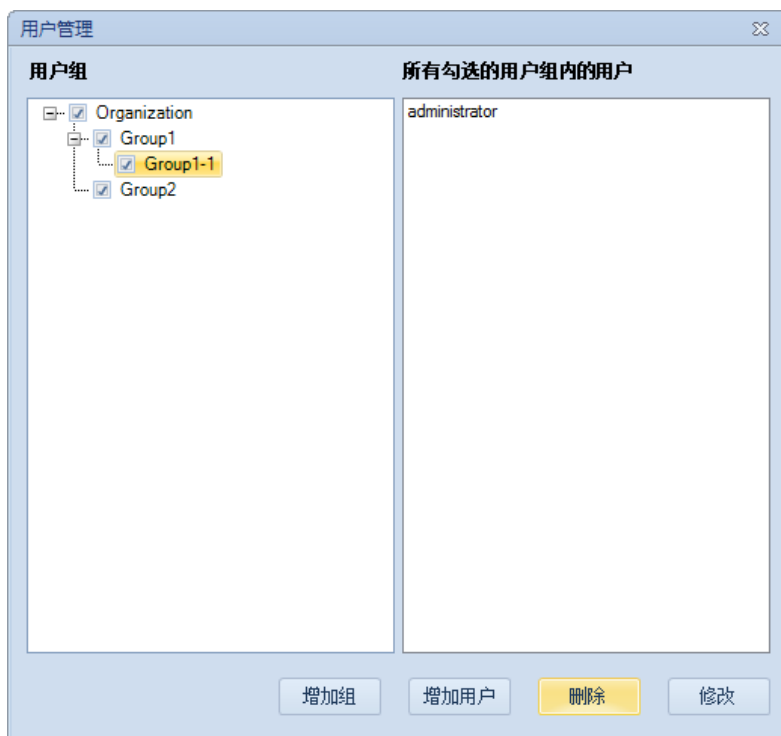 用户管理
用户组
所有勾选的用户组内的用户
Organization
Group1
Group1-1
Group2
administrator
增加组
增加用户
删除
修改